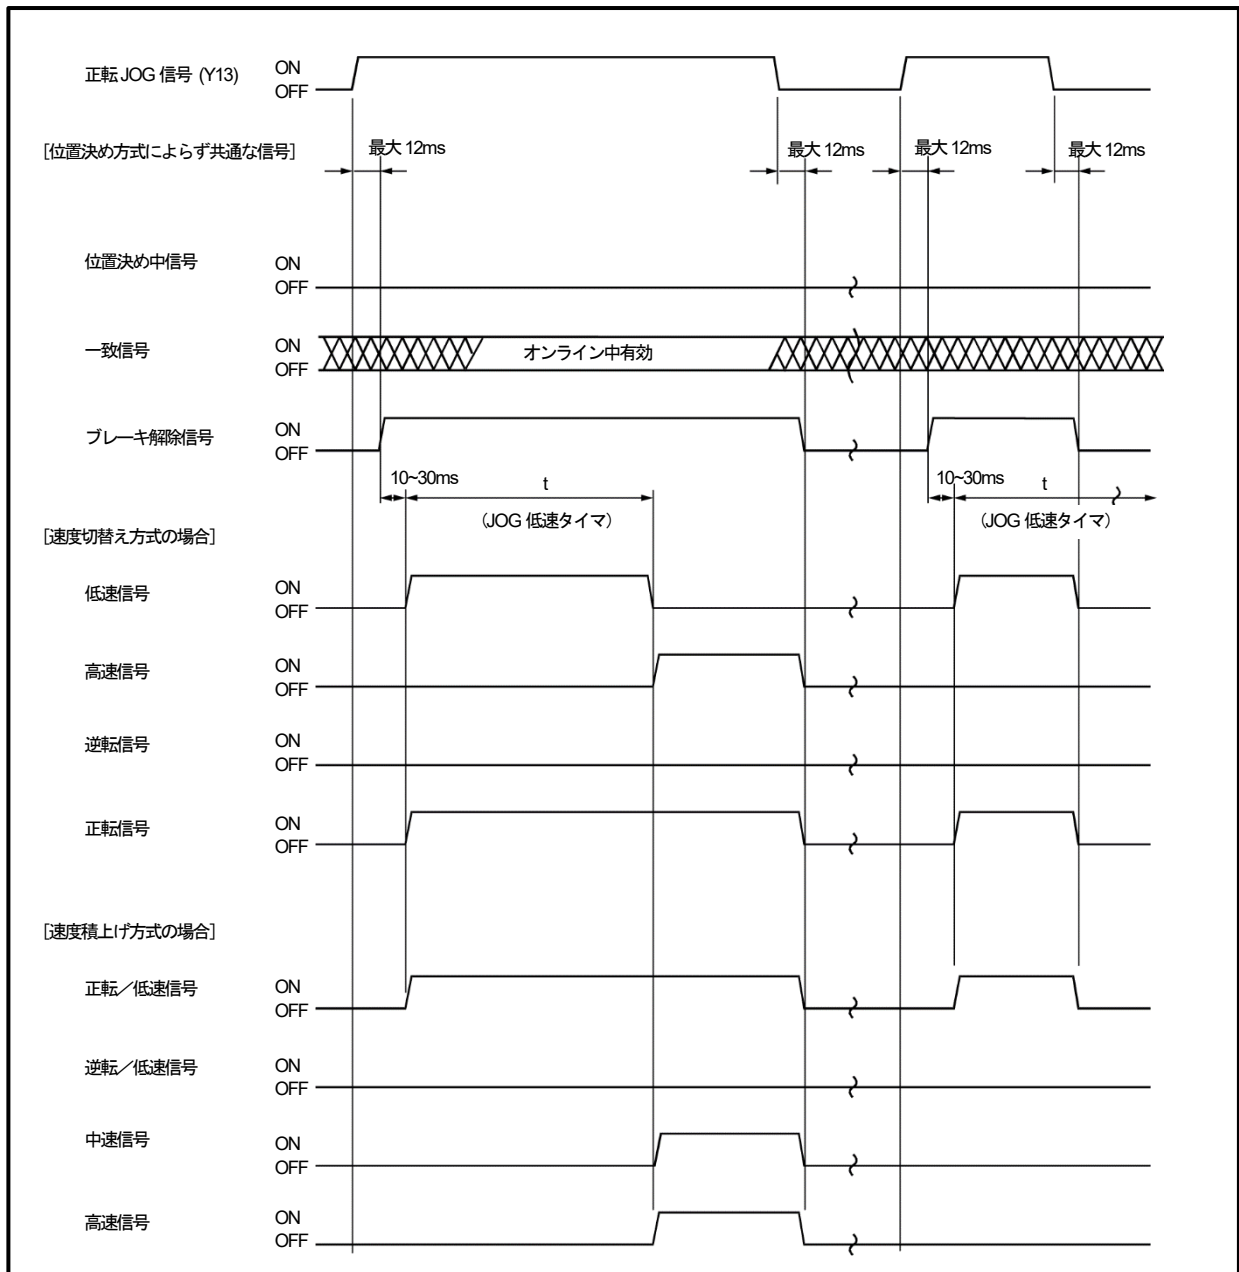 正転 JOG 信号 (Y13)
ON
OFF
[位置決め方式によらず共通な信号]
最大 12ms
最大 12ms
最大 12ms
最大 12ms
位置決め中信号
ON
OFF
一致信号
ON
OFF
オンライン中有効
ブレーキ解除信号
ON
OFF
10~30ms
t
(JOG 低速タイマ)
10~30ms
t
(JOG 低速タイマ)
[速度切替え方式の場合]
低速信号
ON
OFF
高速信号
ON
OFF
逆転信号
ON
OFF
正転信号
ON
OFF
[速度積上げ方式の場合]
正転／低速信号
ON
OFF
逆転／低速信号
ON
OFF
中速信号
ON
OFF
高速信号
ON
OFF